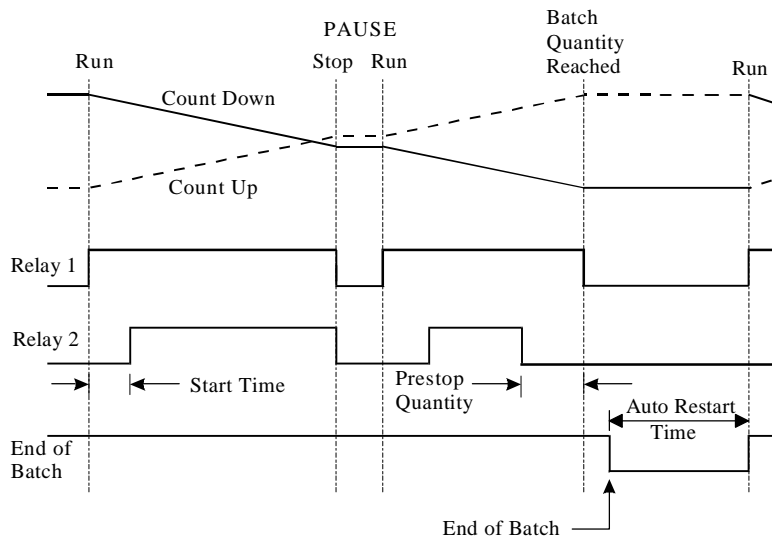 PAUSE
Batch
Quantity
Reached
Run
Stop
Run
Run
Count Down
Count Up
Relay 1
Relay 2
Start Time
Prestop
Quantity
Auto Restart
Time
End of
Batch
End of Batch